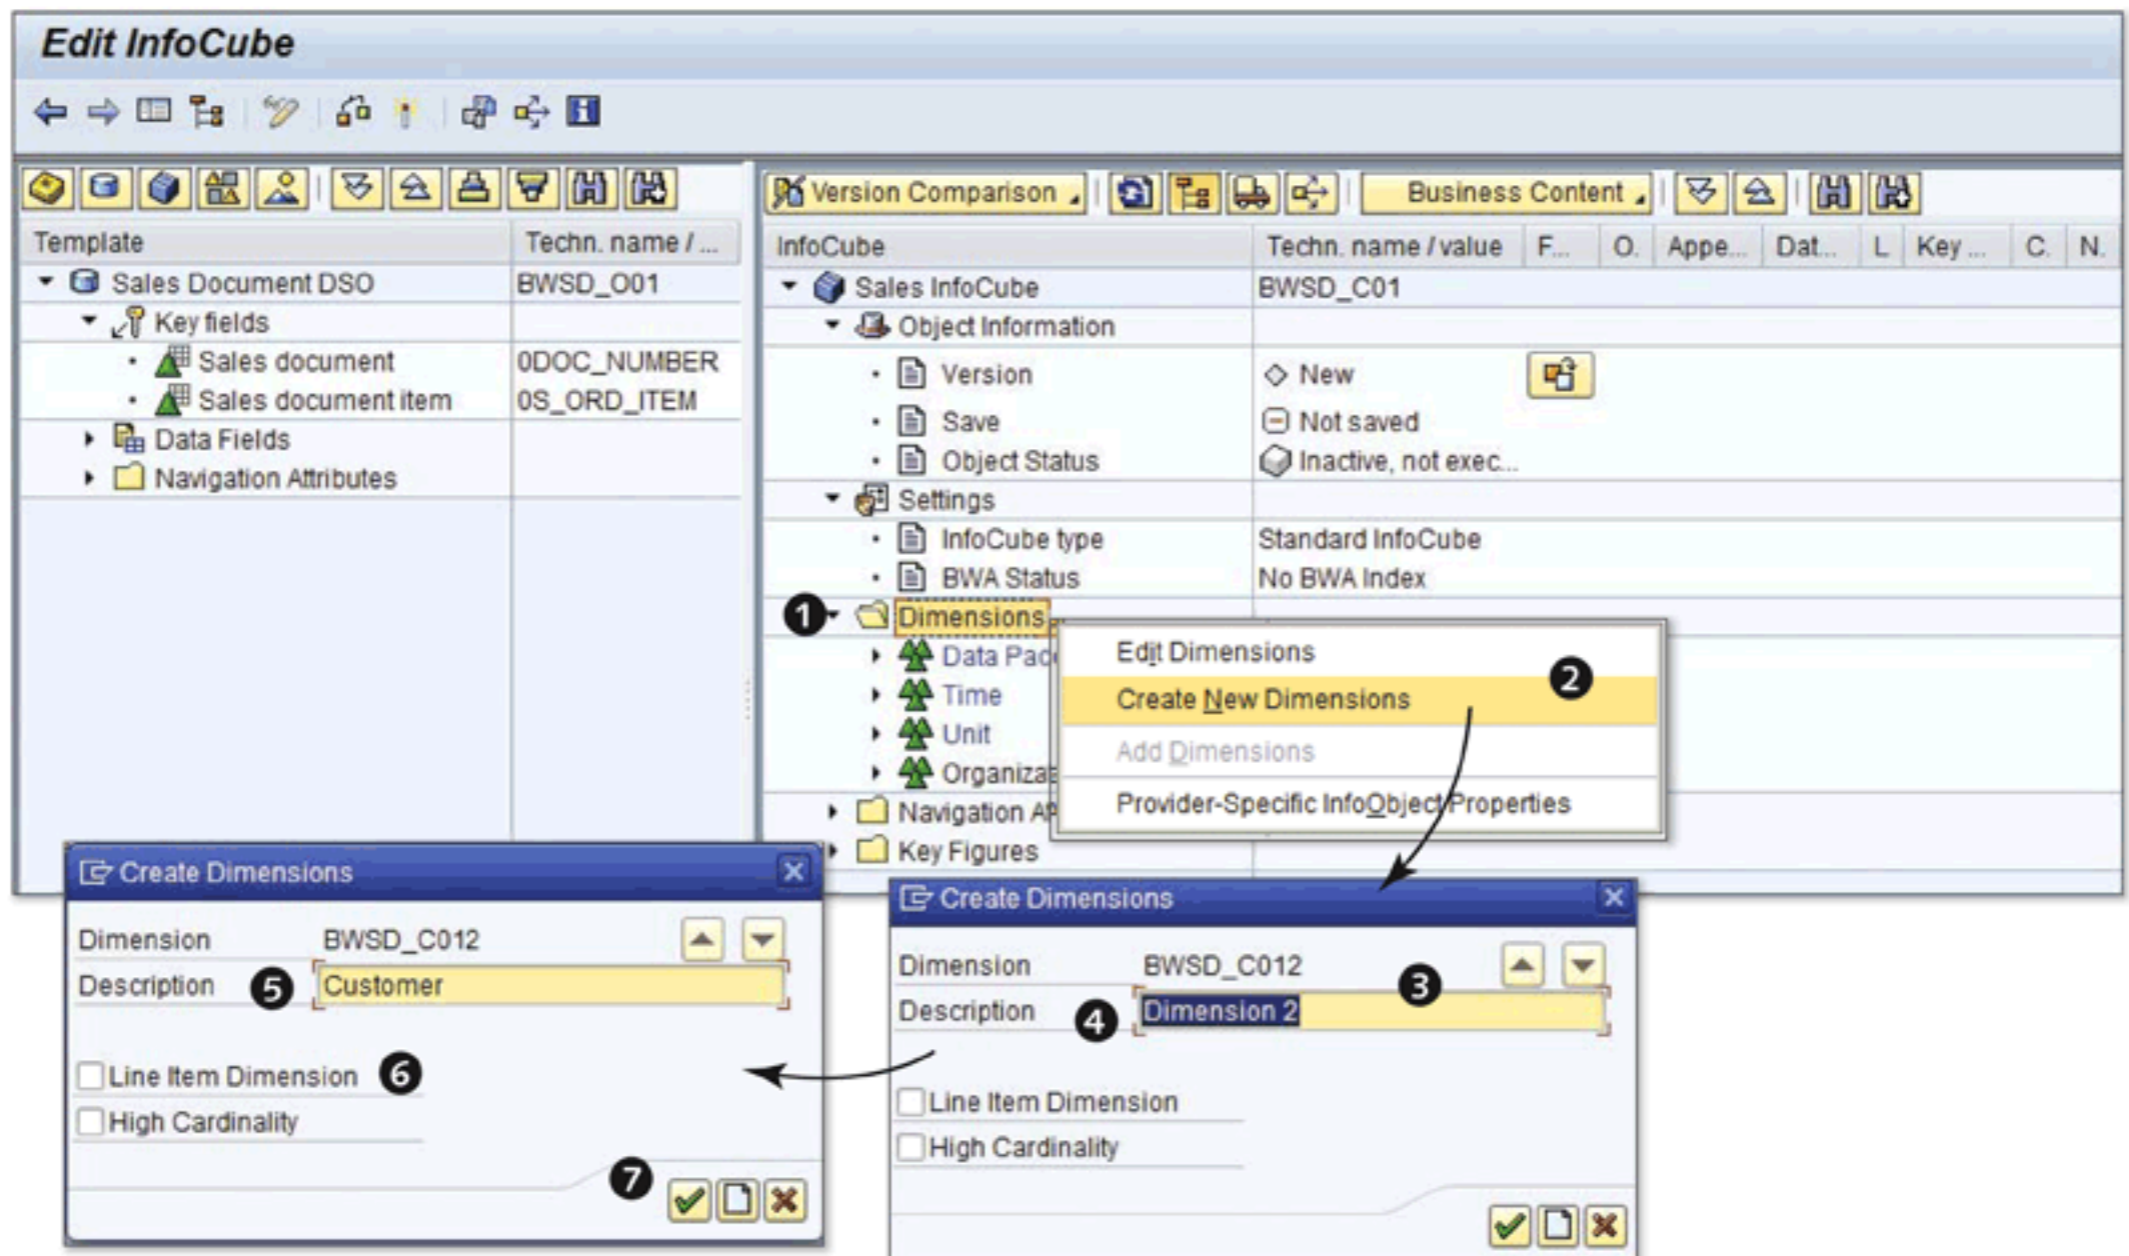 Edit InfoCube
Version Comparison
Business Content
Template Techn. name / ...
Sales Document DSO BWSD_O01
Key fields
Sales document 0DOC_NUMBER
Sales document item 0S_ORD_ITEM
Data Fields
Navigation Attributes
InfoCube Techn. name / value F... O. Appe... Dat... L Key ... C. N.
Sales InfoCube BWSD_C01
Object Information
Version New
Save Not saved
Object Status Inactive, not exec...
Settings
InfoCube type Standard InfoCube
BWA Status No BWA Index
1 Dimensions
Data Pac
Time
Unit
Organiza
Navigation A
Key Figures
Edit Dimensions
2
Create New Dimensions
Add Dimensions
Provider-Specific InfoObject Properties
Create Dimensions
Dimension BWSD_C012
3
Description 4 Dimension 2
Line Item Dimension
High Cardinality
Create Dimensions
Dimension BWSD_C012
Description 5 Customer
Line Item Dimension 6
High Cardinality
7